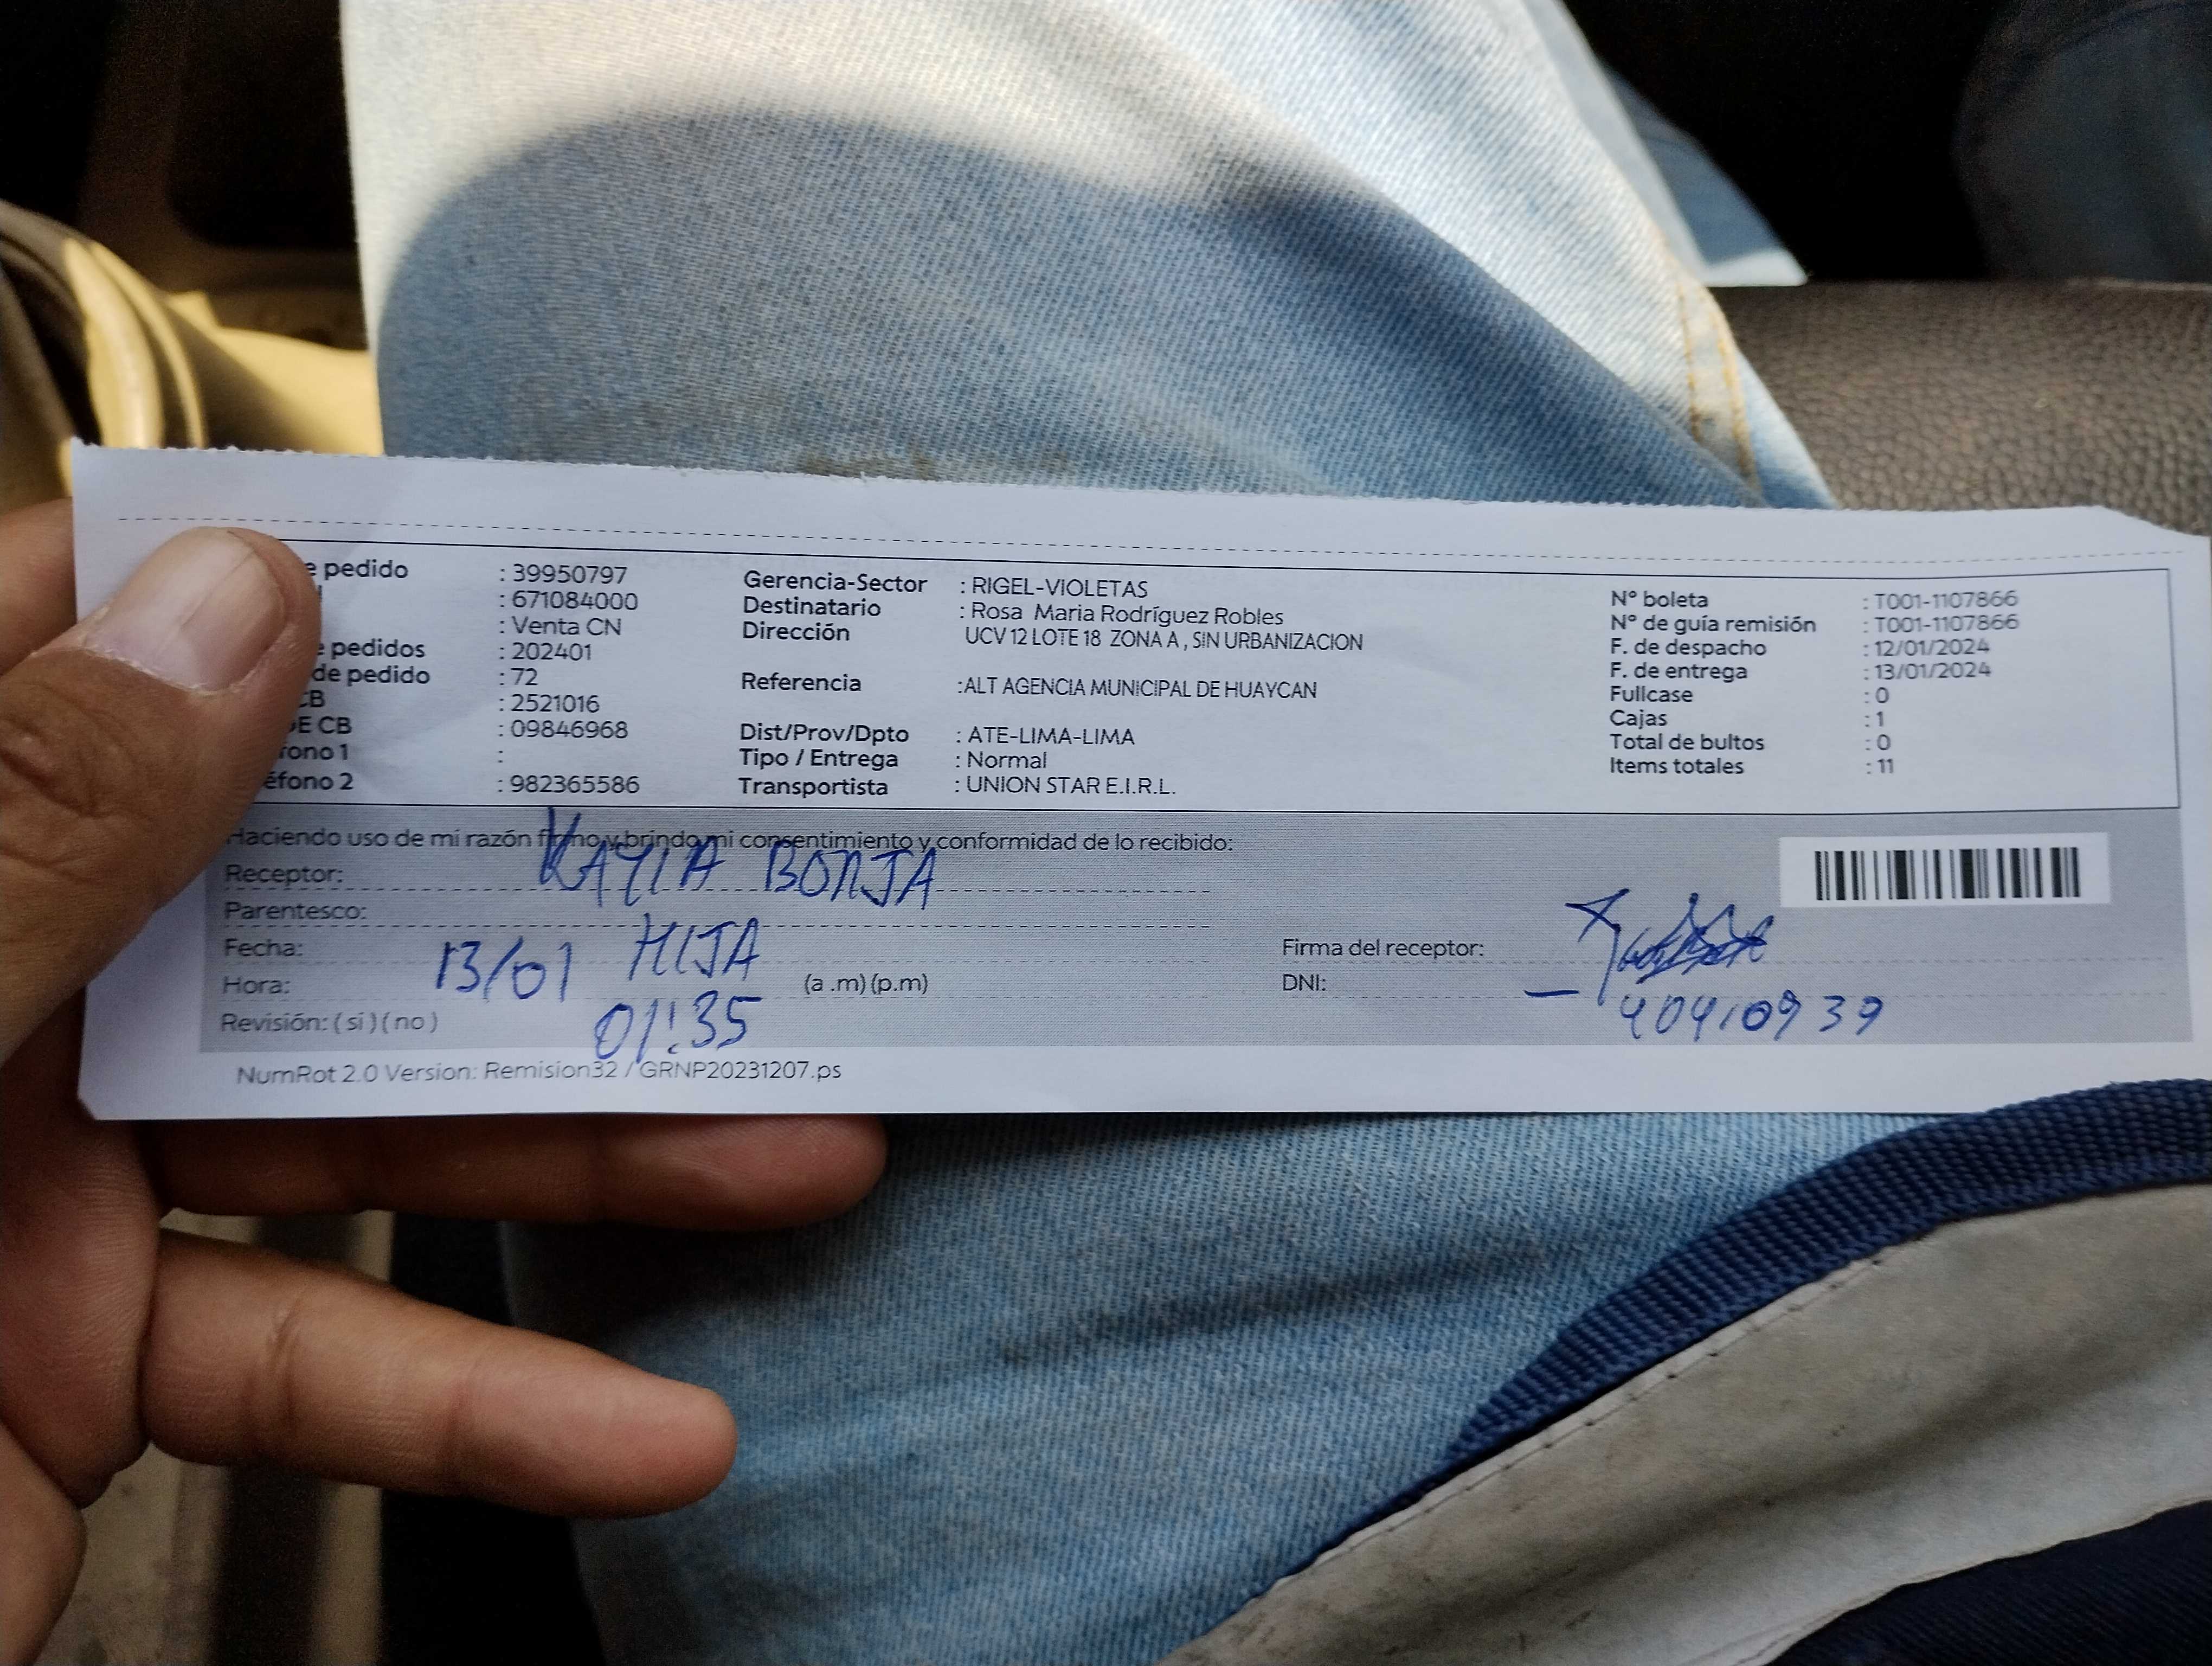 e pedido : 39950797
: 671084000
: Venta CN
e pedidos : 202401
de pedido : 72
CB : 2521016
DE CB : 09846968
fono 1 :
éfono 2 : 982365586
Gerencia-Sector : RIGEL-VIOLETAS
Destinatario : Rosa Maria Rodríguez Robles
Dirección UCV 12 LOTE 18 ZONA A , SIN URBANIZACION
Referencia :ALT AGENCIA MUNICIPAL DE HUAYCAN
Dist/Prov/Dpto : ATE-LIMA-LIMA
Tipo / Entrega : Normal
Transportista : UNION STAR E.I.R.L.
Nº boleta : T001-1107866
Nº de guía remisión : T001-1107866
F. de despacho : 12/01/2024
F. de entrega : 13/01/2024
Fullcase : 0
Cajas : 1
Total de bultos : 0
Items totales : 11
Haciendo uso de mi razón firmo y brindo mi consentimiento y conformidad de lo recibido:
Receptor: KATIA BORJA
Parentesco: HIJA
Fecha: 13/01
Hora: 01:35 (a .m) (p.m)
Revisión: ( si ) ( no )
Firma del receptor:
DNI: 40410939
NumRot 2.0 Version: Remision32 / GRNP20231207.ps